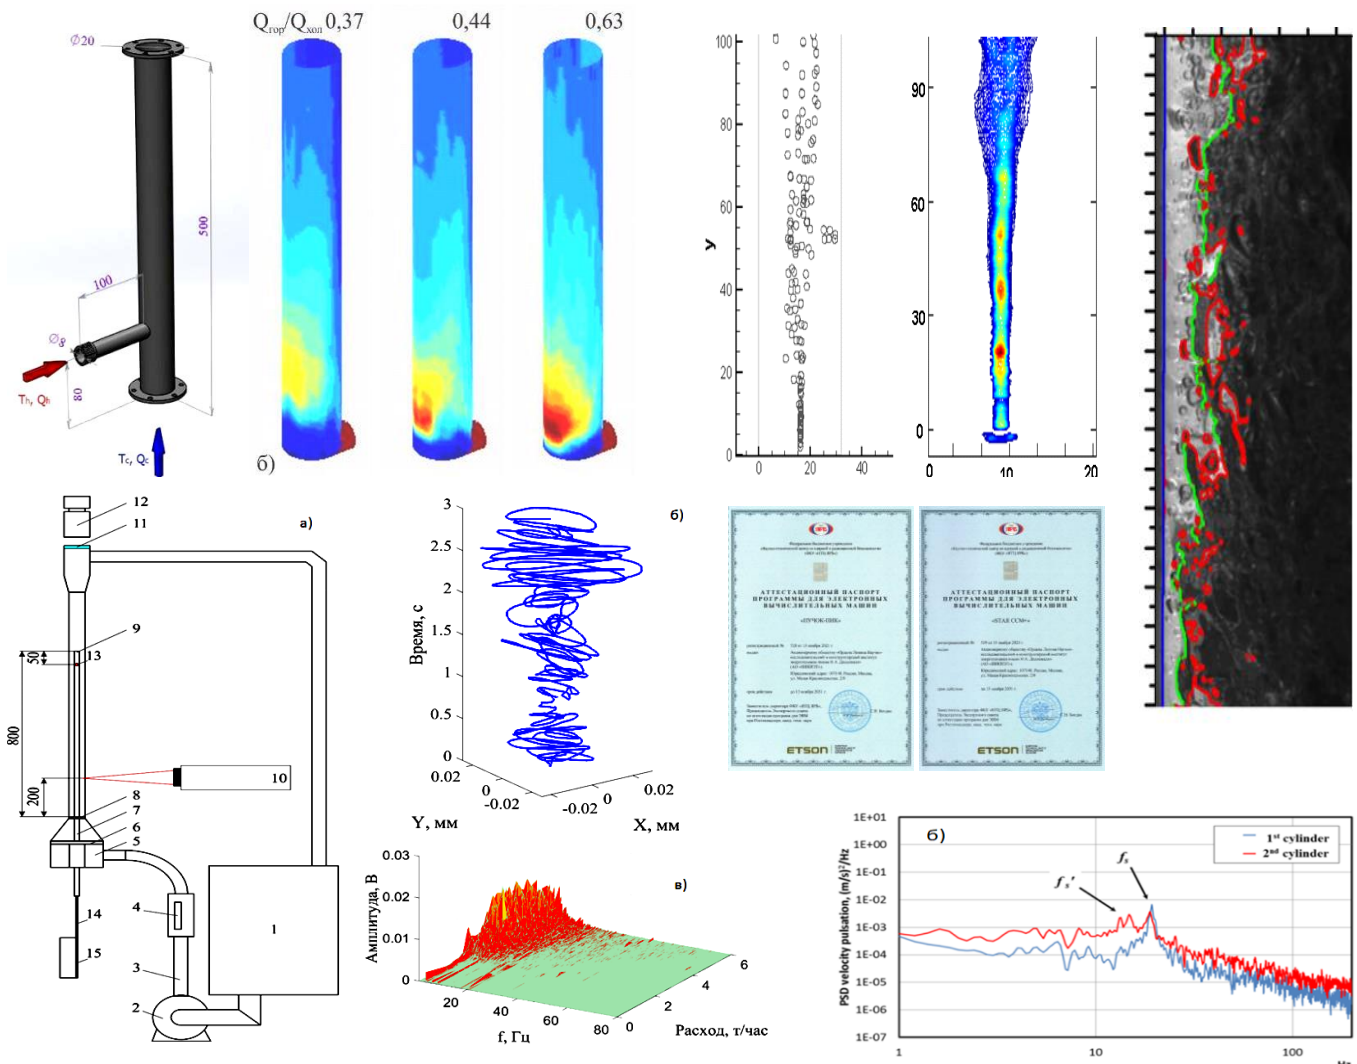 Qгор/Qхол 0,37
0,44
0,63
Ø20
500
100
Ø8
80
Th, Qh
Tc, Qc
б)
У
100
80
60
40
20
0
0
20
40
90
60
30
0
0
10
20
а)
12
11
9
13
50
800
200
10
8
7
6
5
4
14
15
3
2
1
б)
Время, с
3
2.5
2
1.5
1
0.5
0
0.02
0
-0.02
-0.02
0
0.02
Y, мм
X, мм
в)
Амплитуда, В
0.03
0.02
0.01
0
20
40
60
80
0
2
4
6
f, Гц
Расход, т/час
АТТЕСТАЦИОННЫЙ ПАСПОРТ
ПРОГРАММЫ ДЛЯ ЭЛЕКТРОННЫХ
ВЫЧИСЛИТЕЛЬНЫХ МАШИН
ETSON
АТТЕСТАЦИОННЫЙ ПАСПОРТ
ПРОГРАММЫ ДЛЯ ЭЛЕКТРОННЫХ
ВЫЧИСЛИТЕЛЬНЫХ МАШИН
ETSON
б)
1st cylinder
2nd cylinder
fs
fs'
PSD velocity pulsation, (m/s)²/Hz
1E+01
1E+00
1E-01
1E-02
1E-03
1E-04
1E-05
1E-06
1E-07
1
10
100